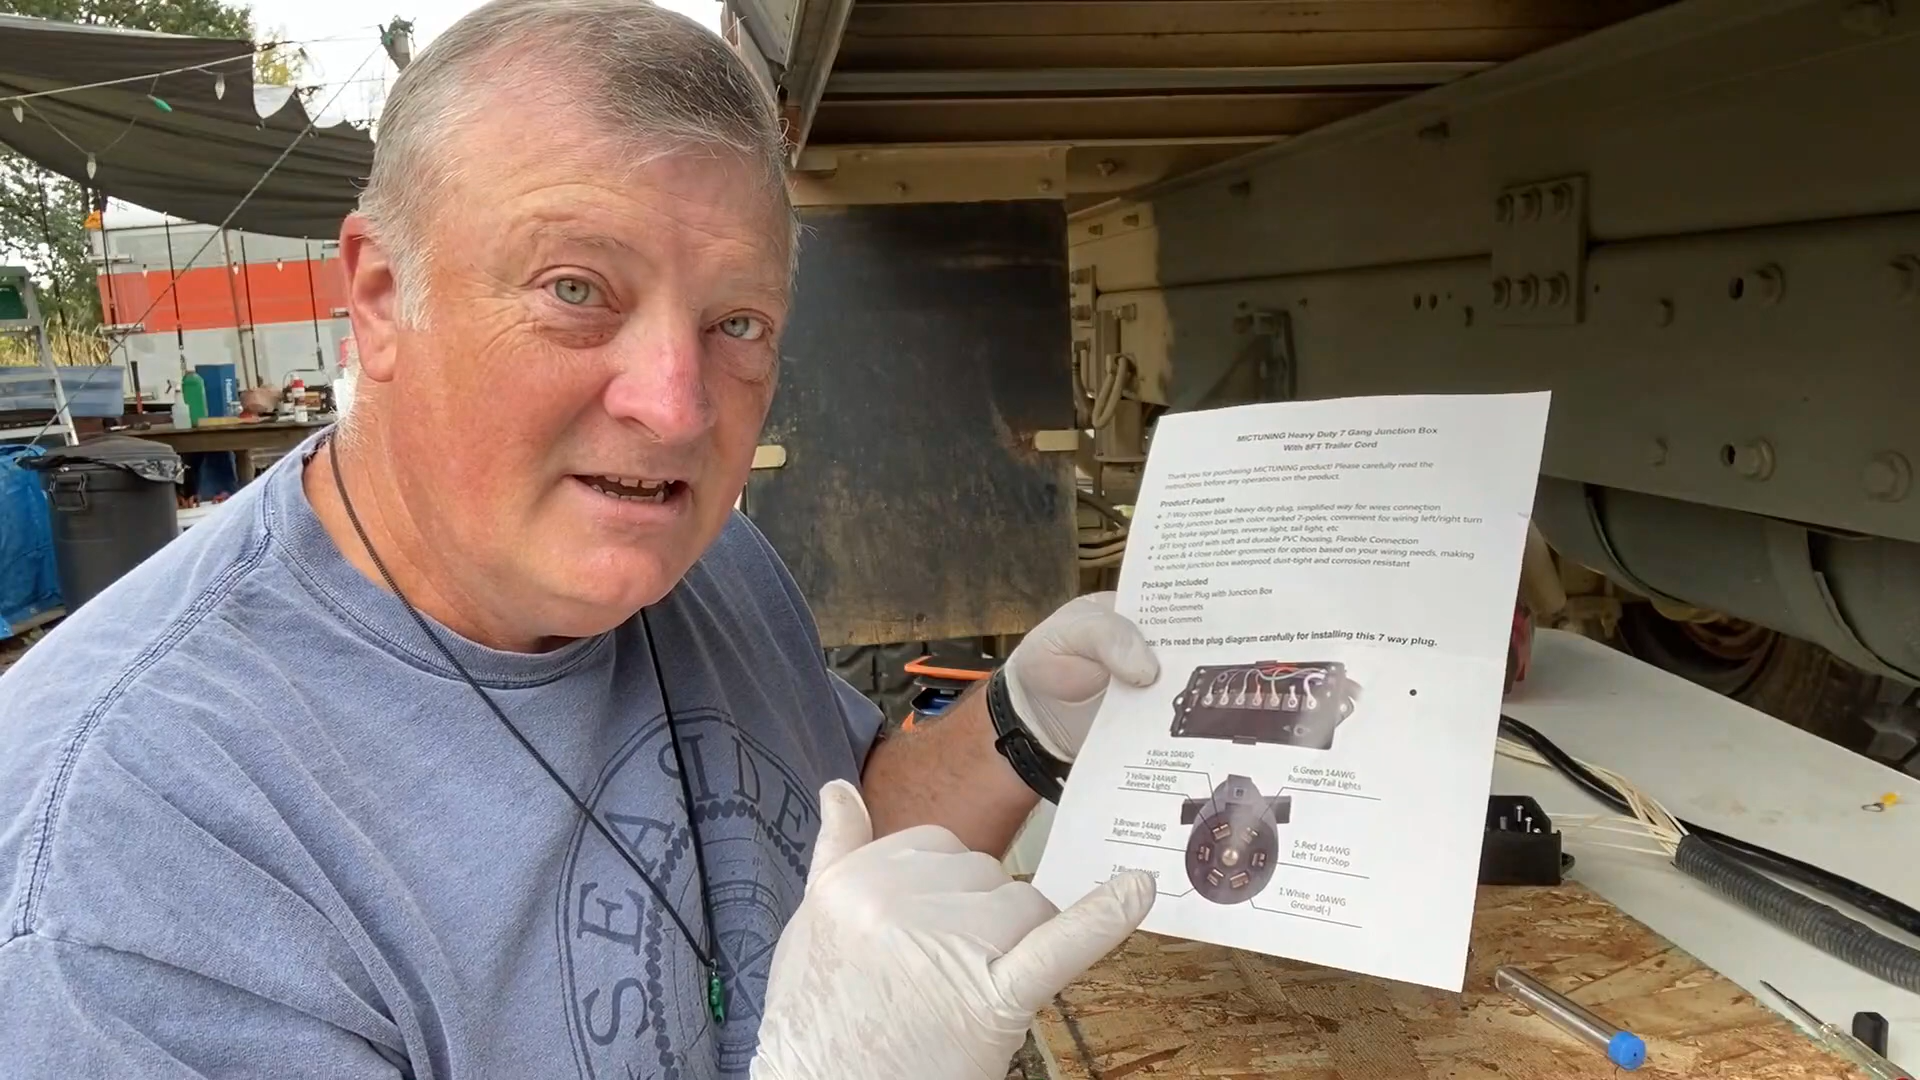 MICTUNING Heavy Duty 7 Gang Junction Box
With 8FT Trailer Cord
Thank you for purchasing MICTUNING product! Please carefully read the
instructions before any operations on the product.
Product Features
7-Way copper blade heavy duty plug, simplified way for wires connection
Sturdy junction box with color marked 7-poles, convenient for wiring left/right turn
light, brake signal lamp, reverse light, tail light, etc
8FT long cord with soft and durable PVC housing, Flexible Connection
4 open & 4 close rubber grommets for option based on your wiring needs, making
the whole junction box waterproof, dust-tight and corrosion resistant
Package Included
1 x 7-Way Trailer Plug with Junction Box
4 x Open Grommets
4 x Close Grommets
Pls read the plug diagram carefully for installing this 7 way plug.
4.Black 10AWG
12(+)/Auxiliary
7.Yellow 14AWG
Reverse Lights
3.Brown 14AWG
Right turn/Stop
6.Green 14AWG
Running/Tail Lights
5.Red 14AWG
Left Turn/Stop
1.White 10AWG
Ground(-)
SEASIDE